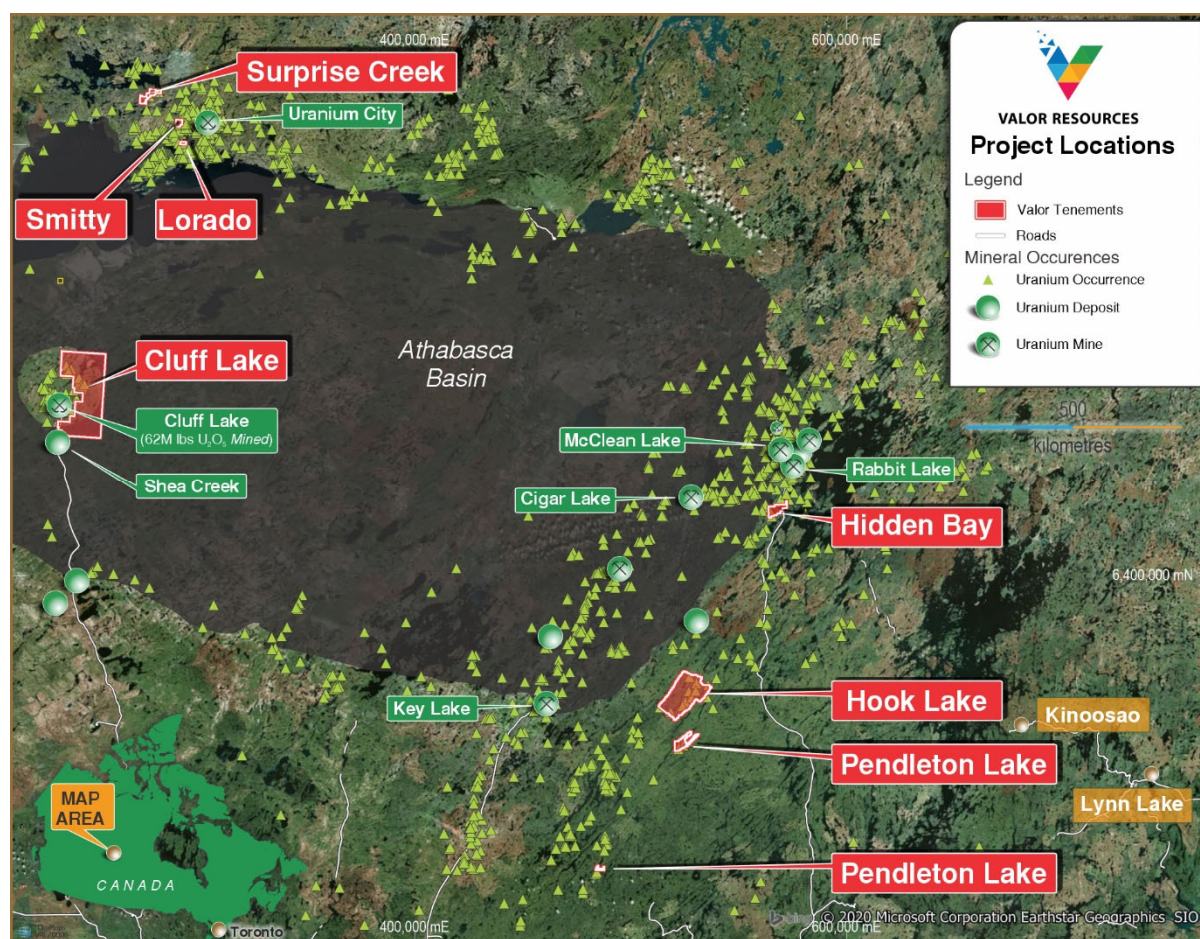 400,000 mE
600,000 mE
VALOR RESOURCES
Project Locations
Legend
Valor Tenements
Roads
Mineral Occurences
Uranium Occurrence
Uranium Deposit
Uranium Mine
500
kilometres
Surprise Creek
Uranium City
Smitty
Lorado
Athabasca
Basin
Cluff Lake
Cluff Lake
(62M lbs U₃O₈ Mined)
Shea Creek
McClean Lake
Rabbit Lake
Cigar Lake
Hidden Bay
6,400,000 mN
Key Lake
Hook Lake
Kinoosao
Pendleton Lake
Lynn Lake
MAP
AREA
CANADA
Pendleton Lake
Toronto
400,000 mE
600,000 mE
bing © 2020 Microsoft Corporation Earthstar Geographics SIO